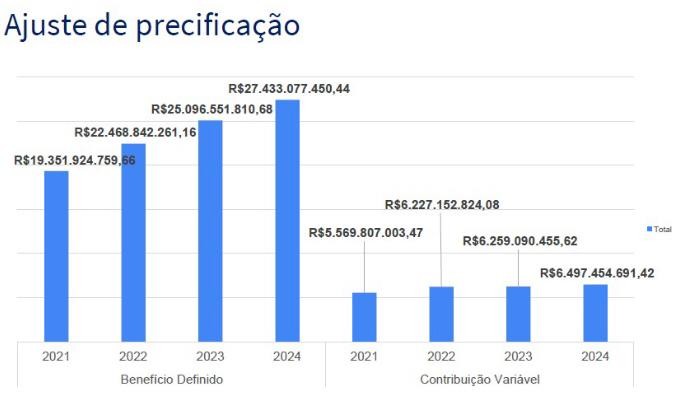 Ajuste de precificação
R$27.433.077.450,44
R$25.096.551.810,68
R$22.468.842.261,16
R$19.351.924.759,66
R$6.227.152.824,08
R$5.569.807.003,47
R$6.259.090.455,62
R$6.497.454.691,42
Total
2021 2022 2023 2024 2021 2022 2023 2024
Benefício Definido Contribuição Variável